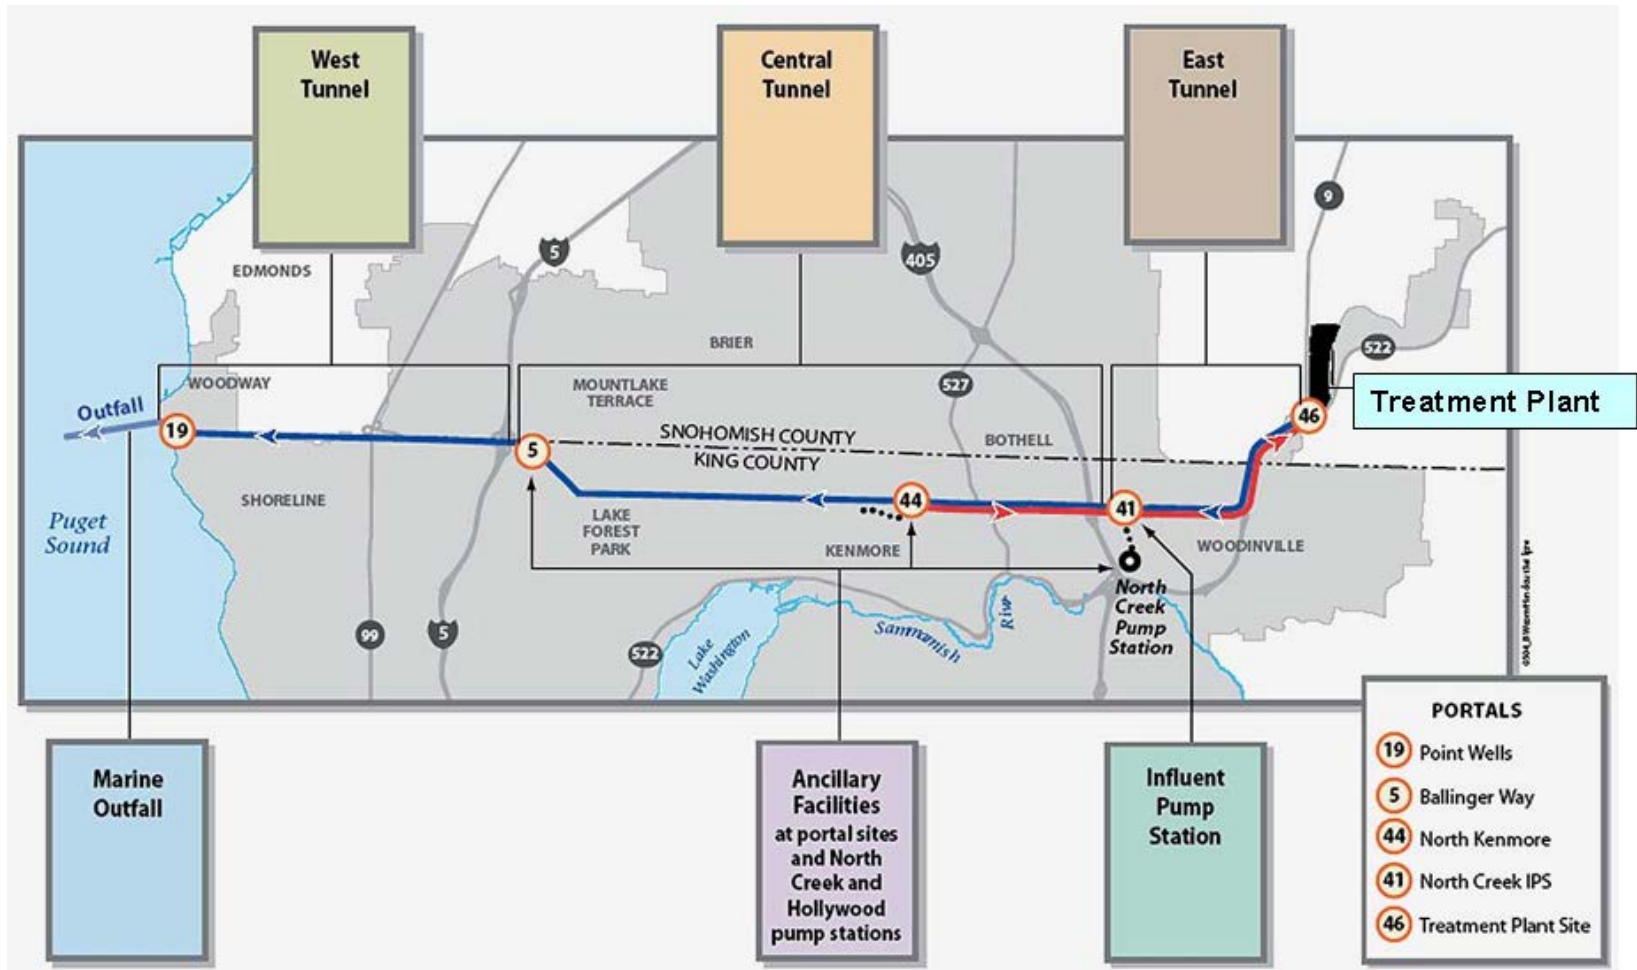 West
Tunnel
Central
Tunnel
East
Tunnel
9
5
405
EDMONDS
BRIER
522
527
WOODWAY
MOUNTLAKE
TERRACE
Treatment Plant
Outfall
19
46
SNOHOMISH COUNTY
BOTHELL
5
KING COUNTY
SHORELINE
44
41
Puget
Sound
LAKE
FOREST
PARK
KENMORE
WOODINVILLE
North
Creek
Pump
Station
99
5
522
Lake
Washington
Sammamish
River
PORTALS
19 Point Wells
5 Ballinger Way
44 North Kenmore
41 North Creek IPS
46 Treatment Plant Site
Marine
Outfall
Ancillary
Facilities
at portal sites
and North
Creek and
Hollywood
pump stations
Influent
Pump
Station